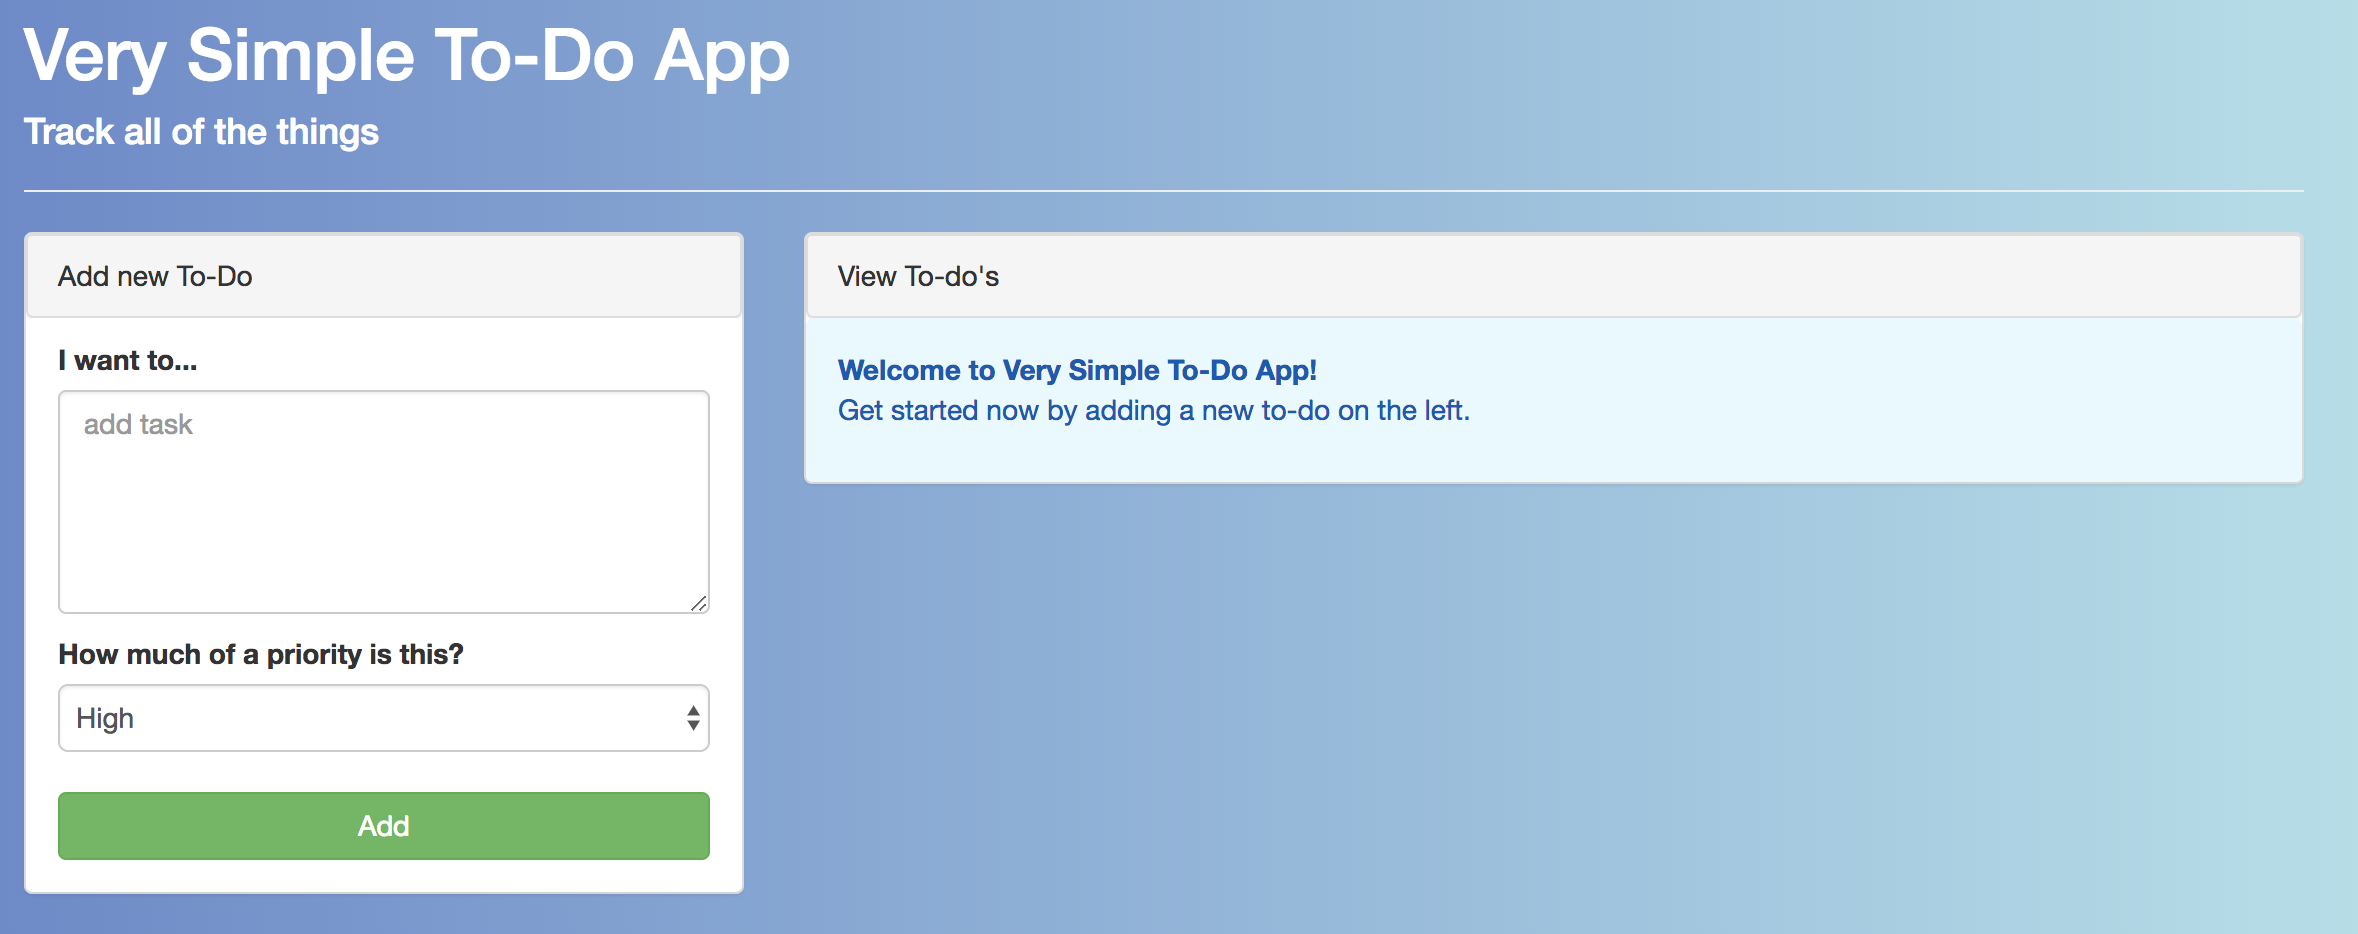 Very Simple To-Do App
Track all of the things
Add new To-Do
I want to...
add task
How much of a priority is this?
High
Add
View To-do's
Welcome to Very Simple To-Do App!
Get started now by adding a new to-do on the left.